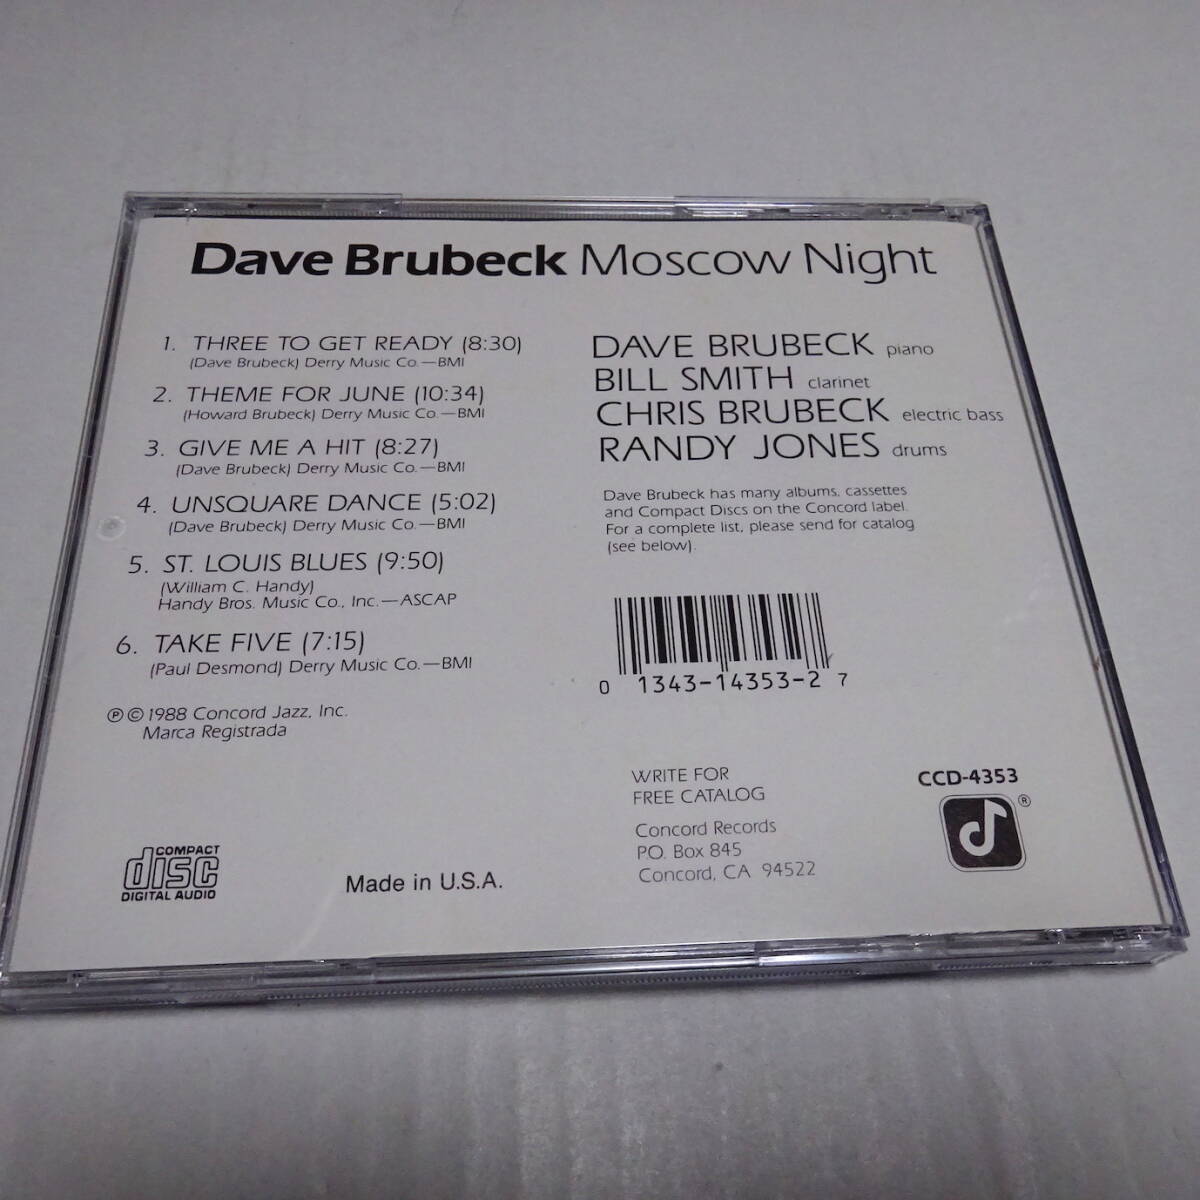 Dave Brubeck Moscow Night
1. THREE TO GET READY (8:30)
(Dave Brubeck) Derry Music Co.—BMI
2. THEME FOR JUNE (10:34)
(Howard Brubeck) Derry Music Co.—BMI
3. GIVE ME A HIT (8:27)
(Dave Brubeck) Derry Music Co.—BMI
4. UNSQUARE DANCE (5:02)
(Dave Brubeck) Derry Music Co.—BMI
5. ST. LOUIS BLUES (9:50)
(William C. Handy)
Handy Bros. Music Co., Inc.—ASCAP
6. TAKE FIVE (7:15)
(Paul Desmond) Derry Music Co.—BMI
℗ © 1988 Concord Jazz, Inc.
Marca Registrada
COMPACT
disc
DIGITAL AUDIO
Made in U.S.A.
DAVE BRUBECK piano
BILL SMITH clarinet
CHRIS BRUBECK electric bass
RANDY JONES drums
Dave Brubeck has many albums, cassettes
and Compact Discs on the Concord label.
For a complete list, please send for catalog
(see below).
0 1343-14353-2 7
WRITE FOR
FREE CATALOG
Concord Records
P.O. Box 845
Concord, CA 94522
CCD-4353
®